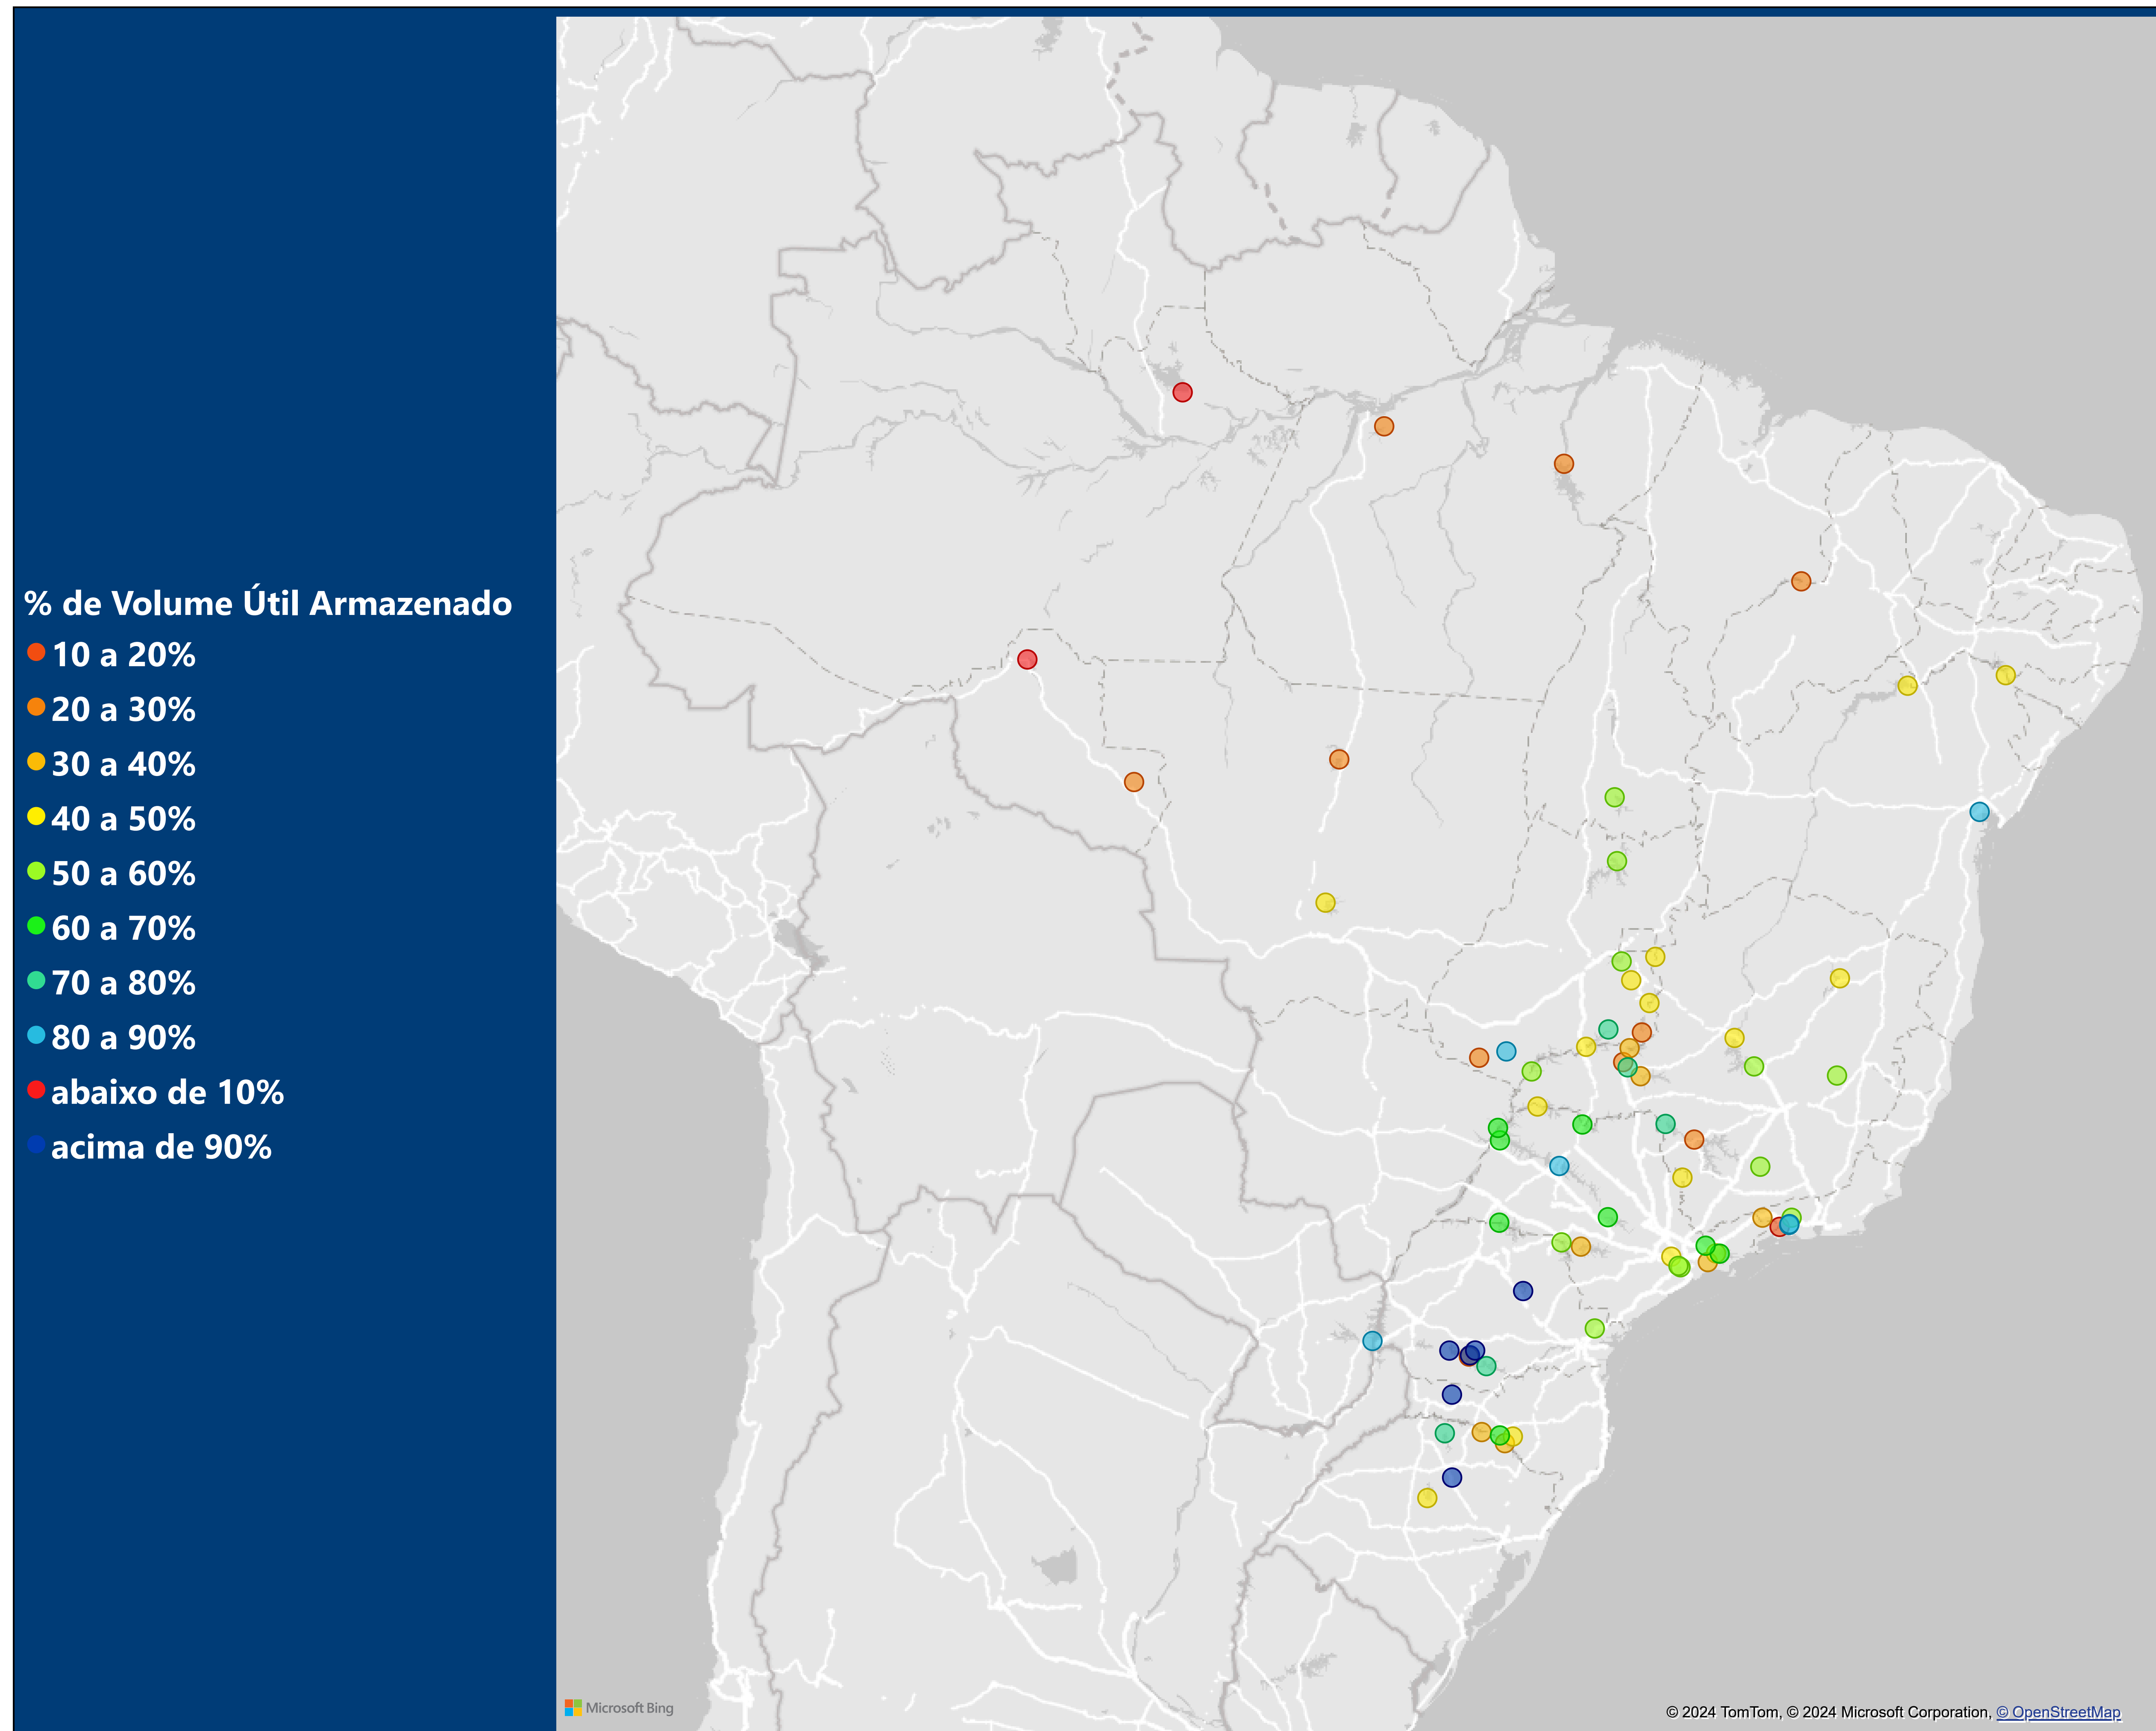 % de Volume Útil Armazenado
10 a 20%
20 a 30%
30 a 40%
40 a 50%
50 a 60%
60 a 70%
70 a 80%
80 a 90%
abaixo de 10%
acima de 90%
Microsoft Bing
© 2024 TomTom, © 2024 Microsoft Corporation, © OpenStreetMap